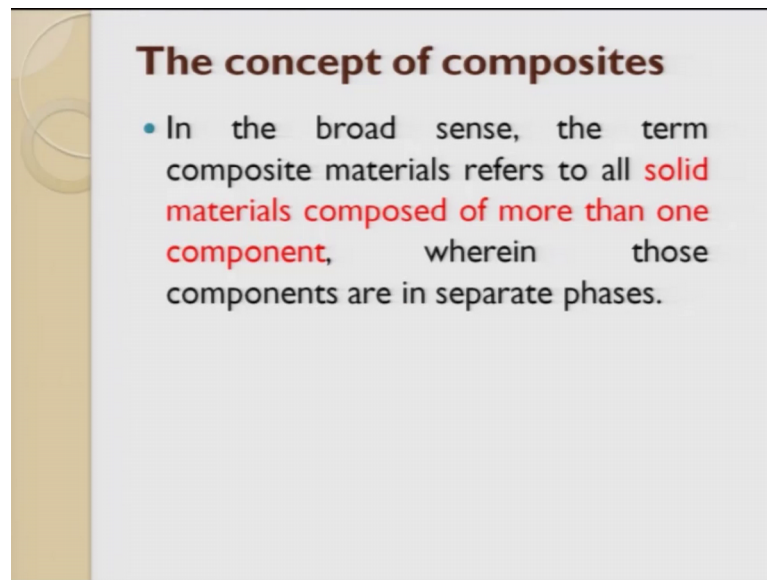 The concept of composites
In the broad sense, the term
composite materials refers to all solid
materials composed of more than one
component, wherein those
components are in separate phases.